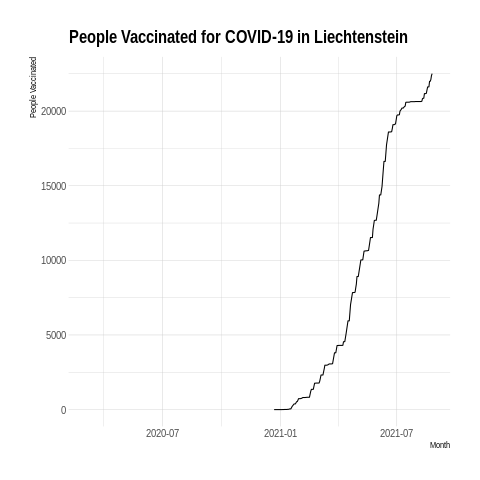 People Vaccinated for COVID-19 in Liechtenstein
People Vaccinated
20000
15000
10000
5000
0
2020-07
2021-01
2021-07
Month